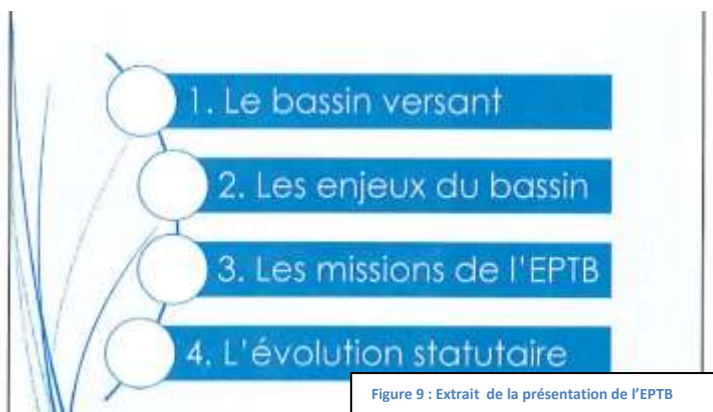 1. Le bassin versant
2. Les enjeux du bassin
3. Les missions de l'EPTB
4. L'évolution statutaire
Figure 9 : Extrait de la présentation de l'EPTB